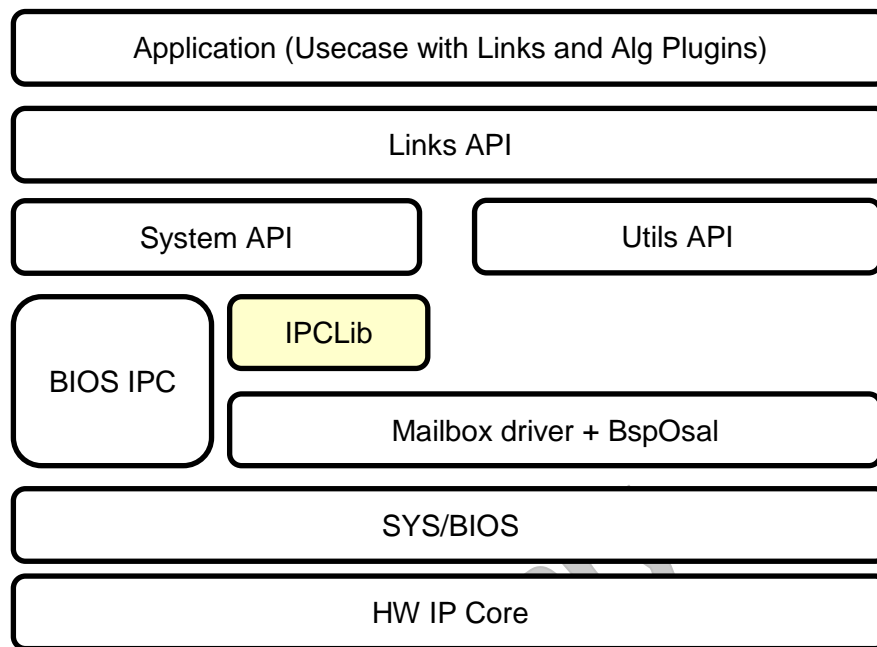 Application (Usecase with Links and Alg Plugins)
Links API
System API
Utils API
IPCLib
BIOS IPC
Mailbox driver + BspOsal
SYS/BIOS
HW IP Core